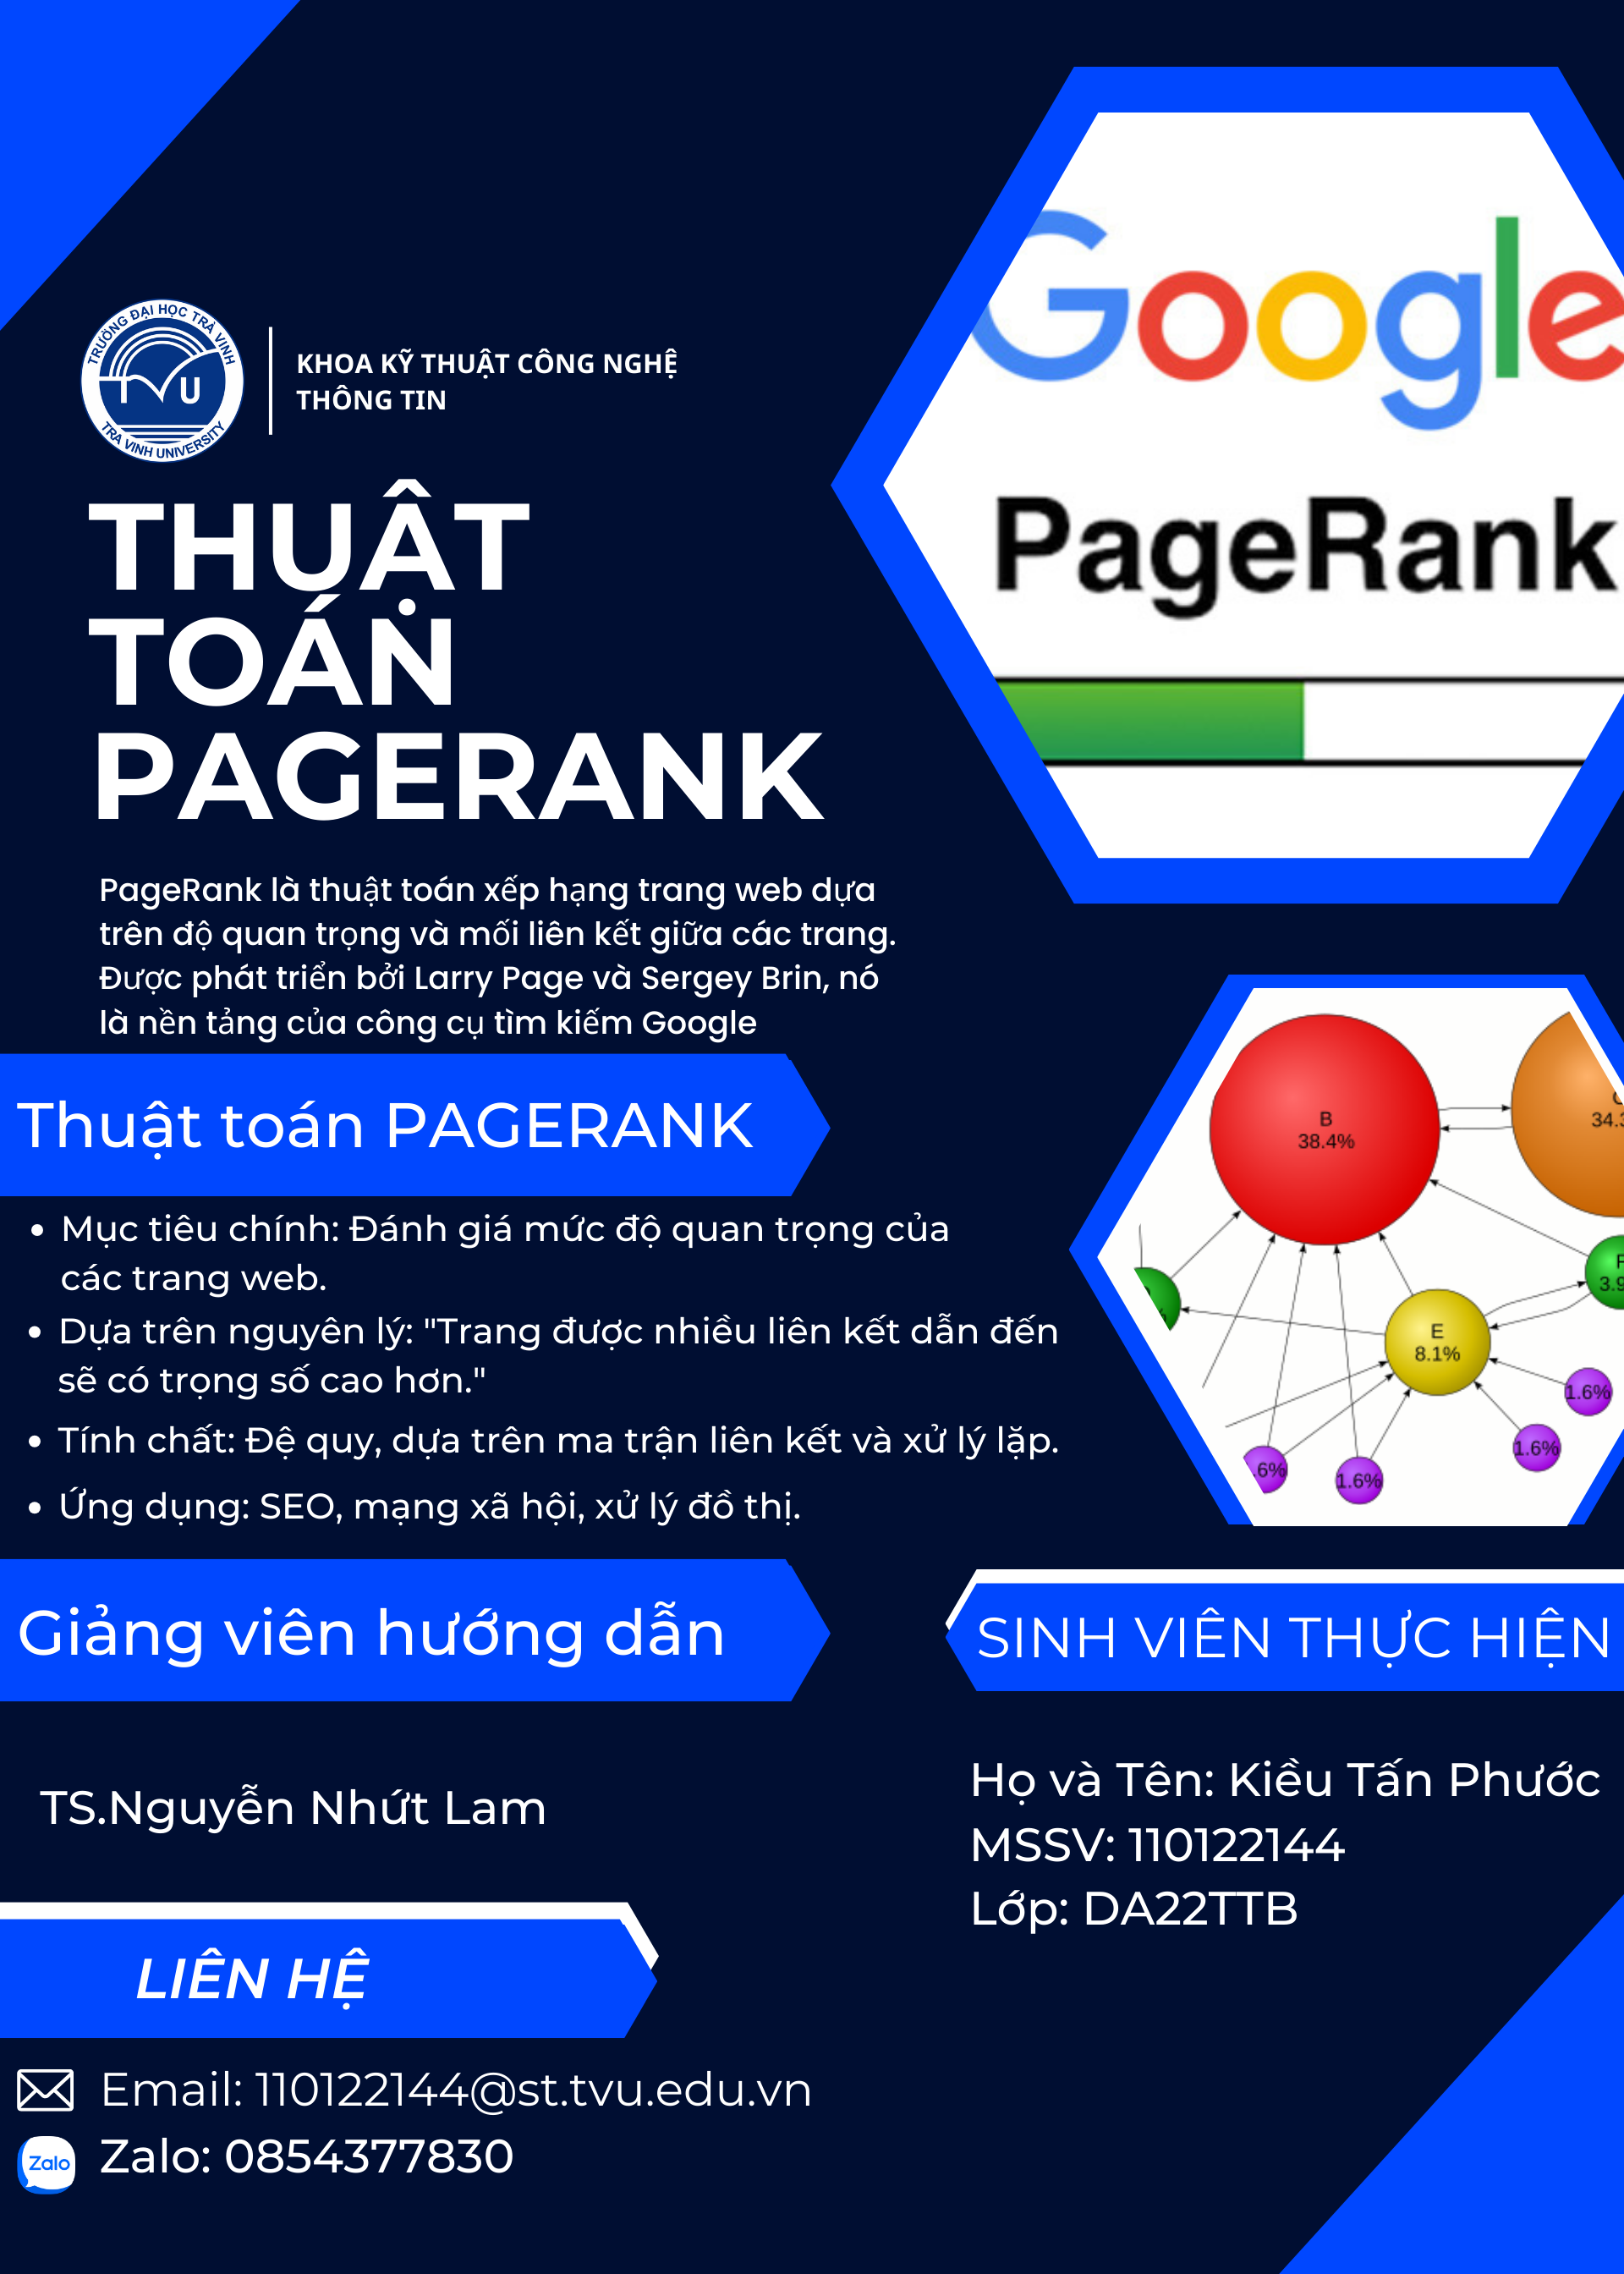 TRƯỜNG ĐẠI HỌC TRÀ VINH
T V U
TRA VINH UNIVERSITY
KHOA KỸ THUẬT CÔNG NGHỆ
THÔNG TIN
Google
PageRank
THUẬT
TOÁN
PAGERANK
PageRank là thuật toán xếp hạng trang web dựa
trên độ quan trọng và mối liên kết giữa các trang.
Được phát triển bởi Larry Page và Sergey Brin, nó
là nền tảng của công cụ tìm kiếm Google
B
38.4%
34.3
E
8.1%
F
3.9
1.6%
1.6%
.6%
1.6%
Thuật toán PAGERANK
• Mục tiêu chính: Đánh giá mức độ quan trọng của
các trang web.
• Dựa trên nguyên lý: "Trang được nhiều liên kết dẫn đến
sẽ có trọng số cao hơn."
• Tính chất: Đệ quy, dựa trên ma trận liên kết và xử lý lặp.
• Ứng dụng: SEO, mạng xã hội, xử lý đồ thị.
Giảng viên hướng dẫn
TS.Nguyễn Nhứt Lam
SINH VIÊN THỰC HIỆN
Họ và Tên: Kiều Tấn Phước
MSSV: 110122144
Lớp: DA22TTB
LIÊN HỆ
Email: 110122144@st.tvu.edu.vn
Zalo
Zalo: 0854377830